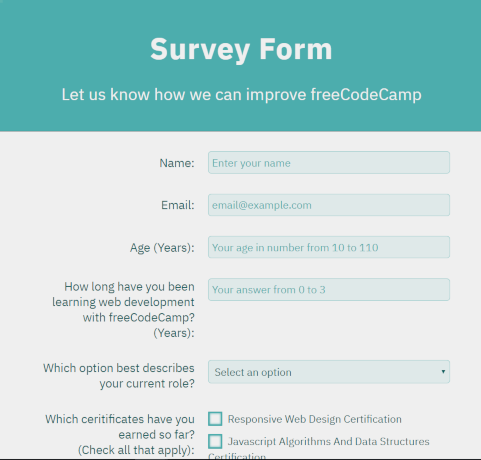 Survey Form
Let us know how we can improve freeCodeCamp
Name:
Enter your name
Email:
email@example.com
Age (Years):
Your age in number from 10 to 110
How long have you been
learning web development
with freeCodeCamp?
(Years):
Your answer from 0 to 3
Which option best describes
your current role?
Select an option
Which ceritificates have you
earned so far?
(Check all that apply):
Responsive Web Design Certification
Javascript Algorithms And Data Structures
Certification